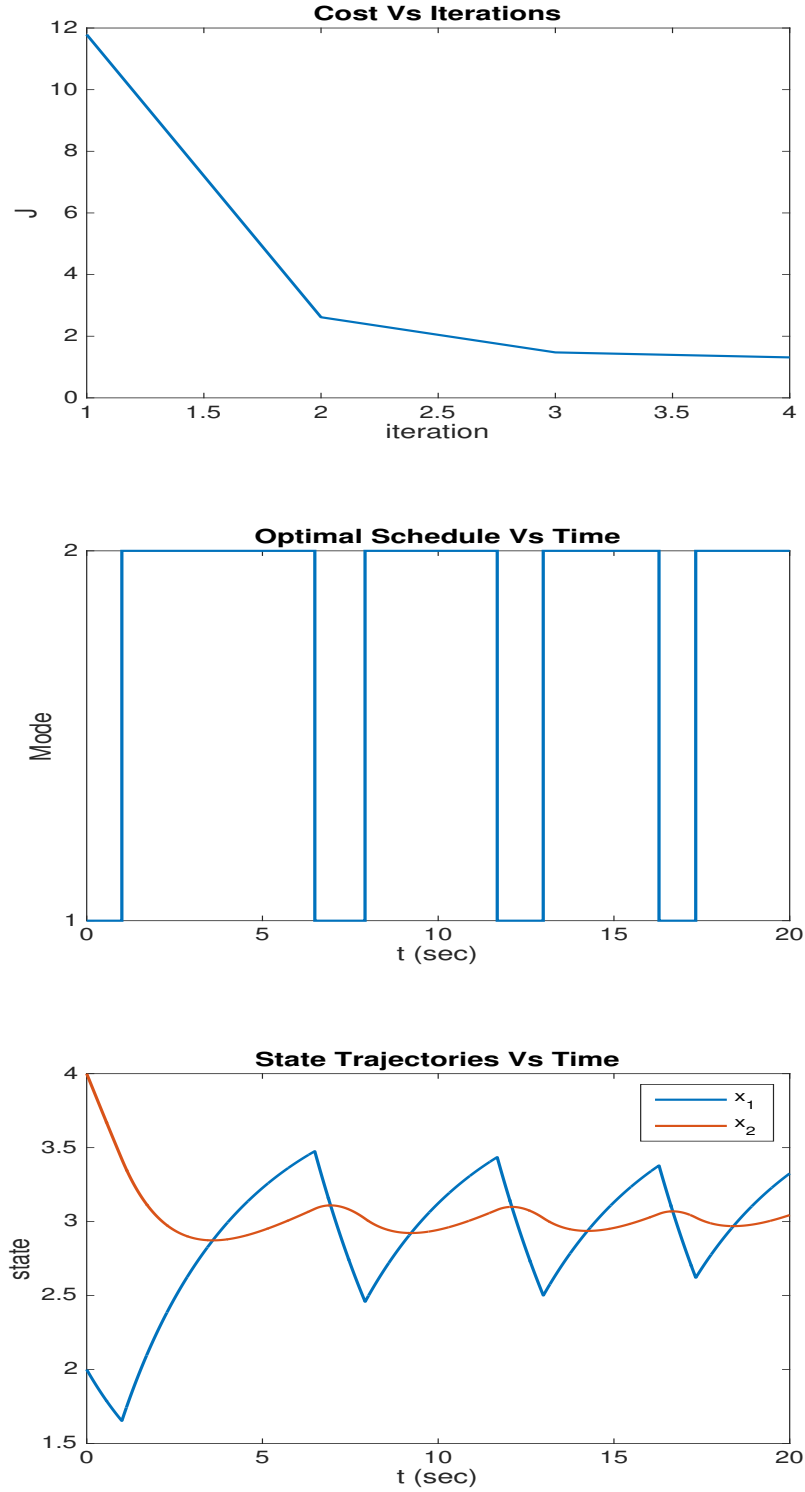 Cost Vs Iterations
12
10
8
6
4
2
0
J
1 1.5 2 2.5 3 3.5 4
iteration
Optimal Schedule Vs Time
2
1
Mode
0 5 10 15 20
t (sec)
State Trajectories Vs Time
4
3.5
3
2.5
2
1.5
state
x_1
x_2
0 5 10 15 20
t (sec)